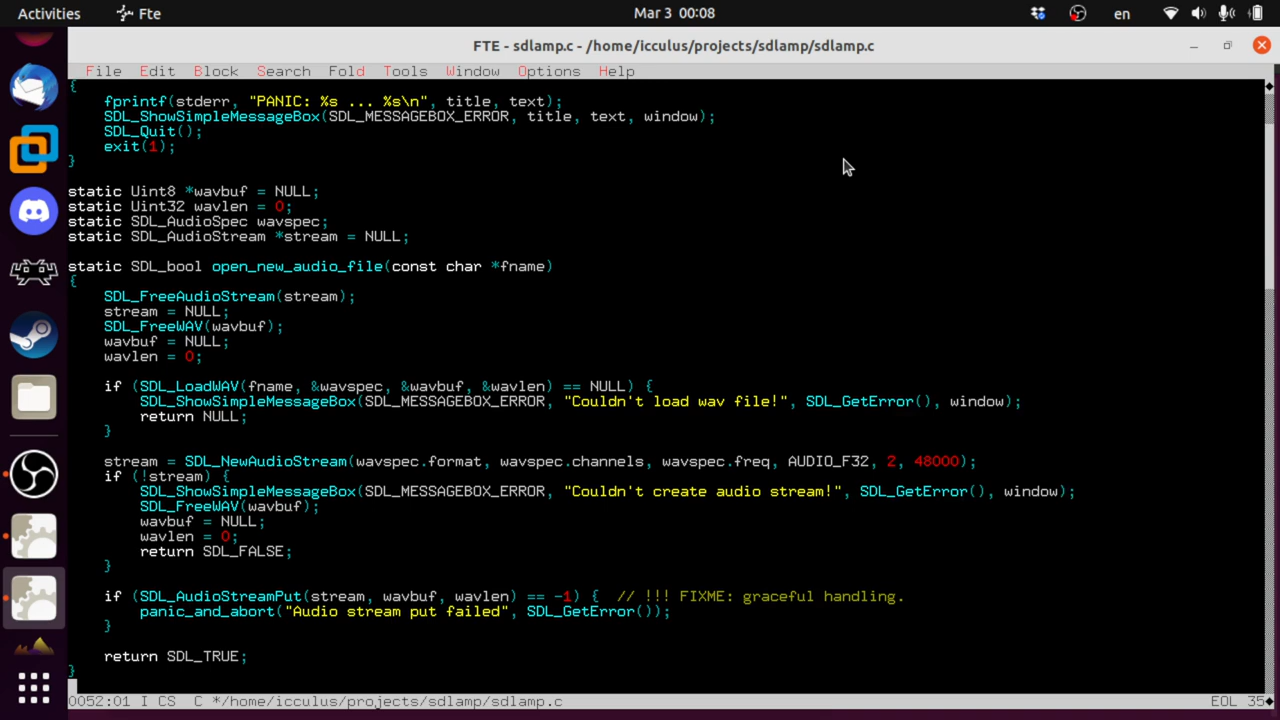 Activities Fte Mar 3 00:08 en
FTE - sdlamp.c - /home/icculus/projects/sdlamp/sdlamp.c
File Edit Block Search Fold Tools Window Options Help
{
    fprintf(stderr, "PANIC: %s ... %s\n", title, text);
    SDL_ShowSimpleMessageBox(SDL_MESSAGEBOX_ERROR, title, text, window);
    SDL_Quit();
    exit(1);
}
static Uint8 *wavbuf = NULL;
static Uint32 wavlen = 0;
static SDL_AudioSpec wavspec;
static SDL_AudioStream *stream = NULL;
static SDL_bool open_new_audio_file(const char *fname)
{
    SDL_FreeAudioStream(stream);
    stream = NULL;
    SDL_FreeWAV(wavbuf);
    wavbuf = NULL;
    wavlen = 0;
    if (SDL_LoadWAV(fname, &wavspec, &wavbuf, &wavlen) == NULL) {
        SDL_ShowSimpleMessageBox(SDL_MESSAGEBOX_ERROR, "Couldn't load wav file!", SDL_GetError(), window);
        return NULL;
    }
    stream = SDL_NewAudioStream(wavspec.format, wavspec.channels, wavspec.freq, AUDIO_F32, 2, 48000);
    if (!stream) {
        SDL_ShowSimpleMessageBox(SDL_MESSAGEBOX_ERROR, "Couldn't create audio stream!", SDL_GetError(), window);
        SDL_FreeWAV(wavbuf);
        wavbuf = NULL;
        wavlen = 0;
        return SDL_FALSE;
    }
    if (SDL_AudioStreamPut(stream, wavbuf, wavlen) == -1) {  // !!! FIXME: graceful handling.
        panic_and_abort("Audio stream put failed", SDL_GetError());
    }
    return SDL_TRUE;
}
0052:01 I CS  C */home/icculus/projects/sdlamp/sdlamp.c EOL 35